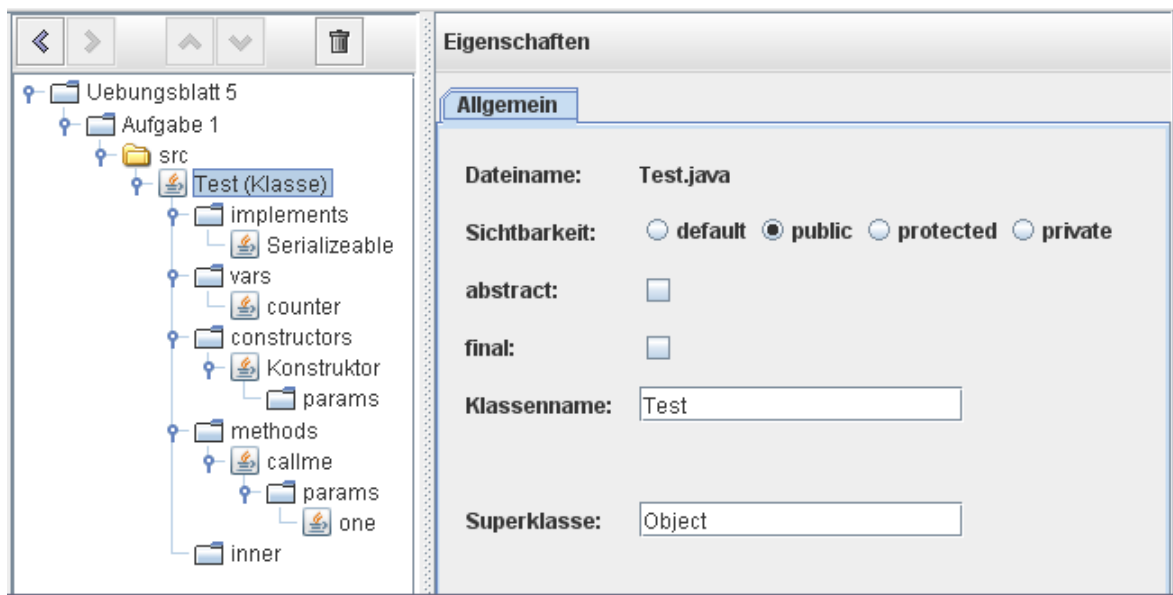 Uebungsblatt 5
Aufgabe 1
src
Test (Klasse)
implements
Serializeable
vars
counter
constructors
Konstruktor
params
methods
callme
params
one
inner
Eigenschaften
Allgemein
Dateiname: Test.java
Sichtbarkeit: default public protected private
abstract:
final:
Klassenname: Test
Superklasse: Object